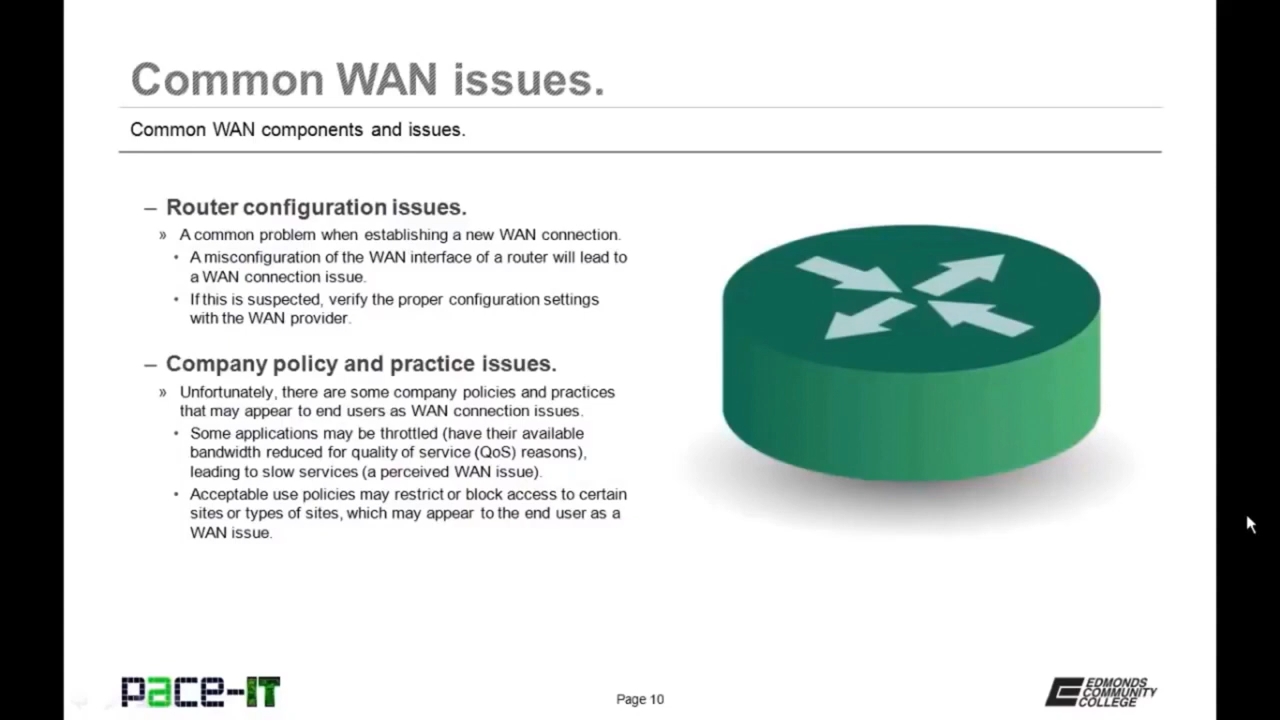 Common WAN issues.
Common WAN components and issues.
– Router configuration issues.
» A common problem when establishing a new WAN connection.
• A misconfiguration of the WAN interface of a router will lead to
a WAN connection issue.
• If this is suspected, verify the proper configuration settings
with the WAN provider.
– Company policy and practice issues.
» Unfortunately, there are some company policies and practices
that may appear to end users as WAN connection issues.
• Some applications may be throttled (have their available
bandwidth reduced for quality of service (QoS) reasons),
leading to slow services (a perceived WAN issue).
• Acceptable use policies may restrict or block access to certain
sites or types of sites, which may appear to the end user as a
WAN issue.
pace-IT
Page 10
EDMONDS
COMMUNITY
COLLEGE